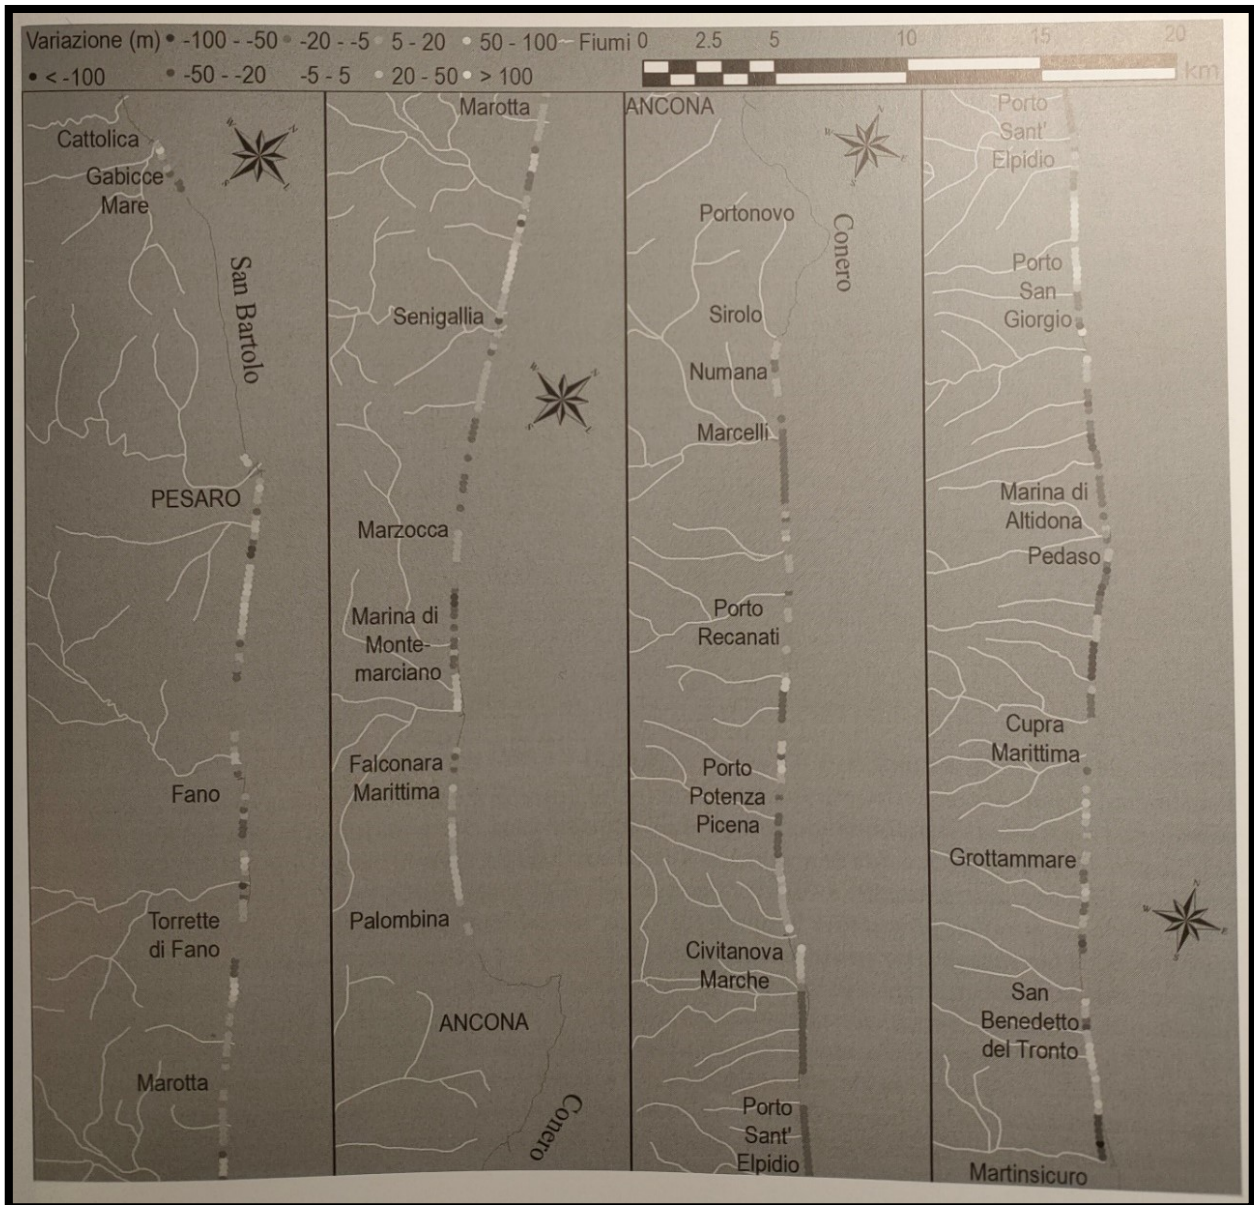 Variazione (m) -100 - -50 -20 - -5 5 - 20 50 - 100 Fiumi 0 2.5 5 10 15 20
< -100 -50 - -20 -5 - 5 20 - 50 > 100 km
Cattolica
Gabicce
Mare
San Bartolo
PESARO
Fano
Torrette
di Fano
Marotta
Marotta
Senigallia
Marzocca
Marina di
Monte-
marciano
Falconara
Marittima
Palombina
ANCONA
Conero
ANCONA
Portonovo
Conero
Sirolo
Numana
Marcelli
Porto
Recanati
Porto
Potenza
Picena
Civitanova
Marche
Porto
Sant'
Elpidio
Porto
Sant'
Elpidio
Porto
San
Giorgio
Marina di
Altidona
Pedaso
Cupra
Marittima
Grottammare
San
Benedetto
del Tronto
Martinsicuro